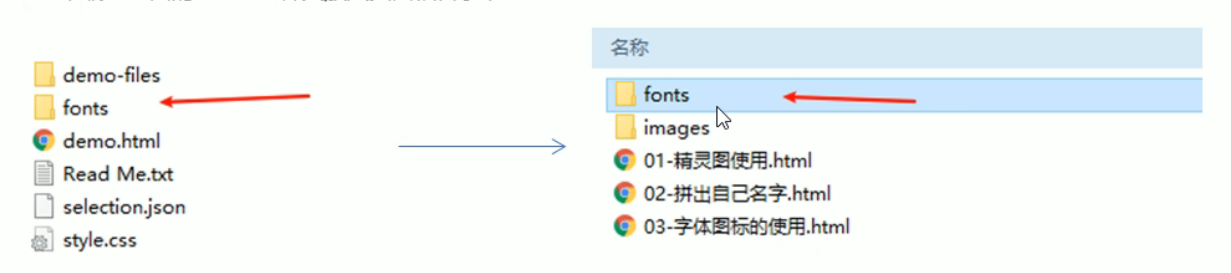 demo-files
fonts
demo.html
Read Me.txt
selection.json
style.css
名称
fonts
images
01-精灵图使用.html
02-拼出自己名字.html
03-字体图标的使用.html